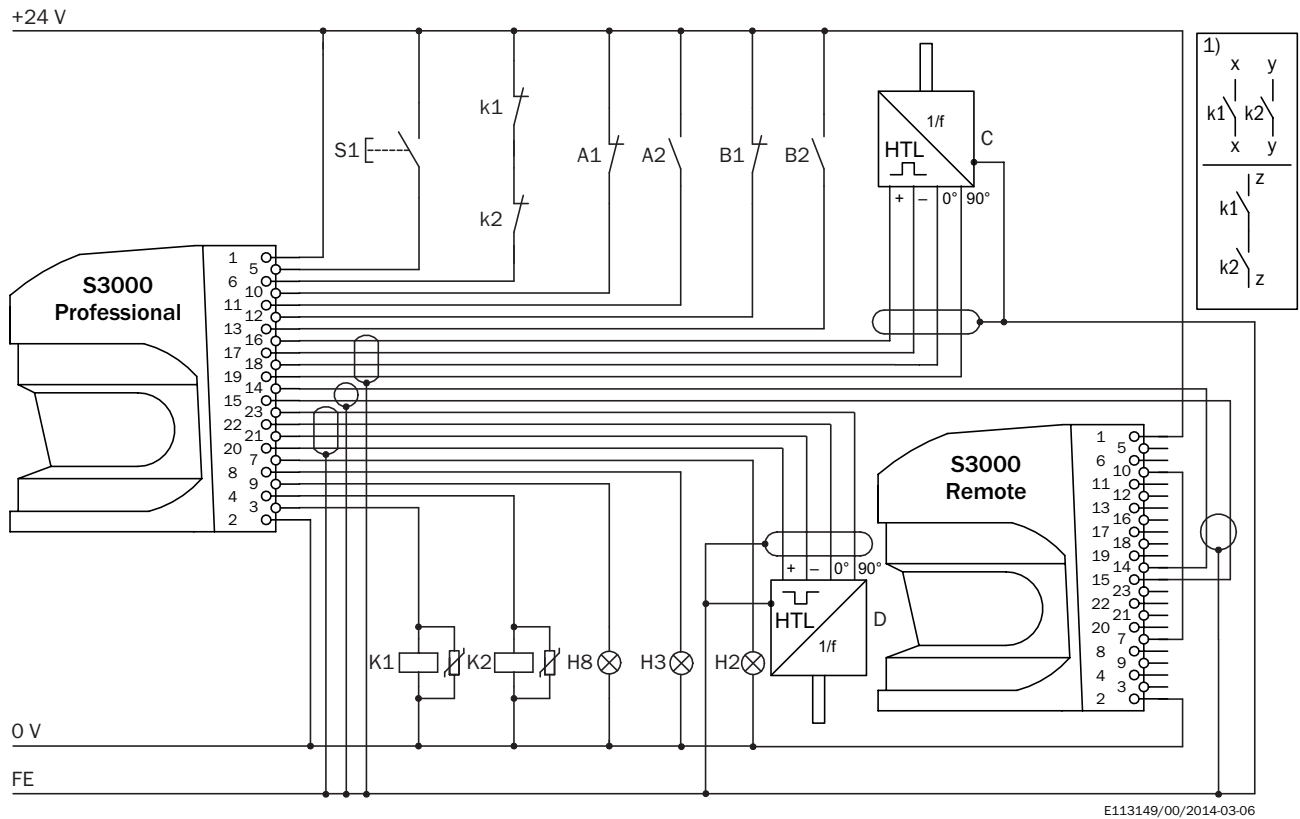 +24 V
1)
x y
k1 k2
x y
z
k1
k2
z
k1
S1
k2
A1
A2
B1
B2
1/f
HTL
C
+ – 0° 90°
S3000
Professional
1
5
6
10
11
12
13
16
17
18
19
14
15
23
22
21
20
7
8
9
4
3
2
S3000
Remote
1
5
6
10
11
12
13
16
17
18
19
14
15
23
22
21
20
7
8
9
4
3
2
+ – 0° 90°
HTL
1/f
D
K1
K2
H8
H3
H2
0 V
FE
E113149/00/2014-03-06